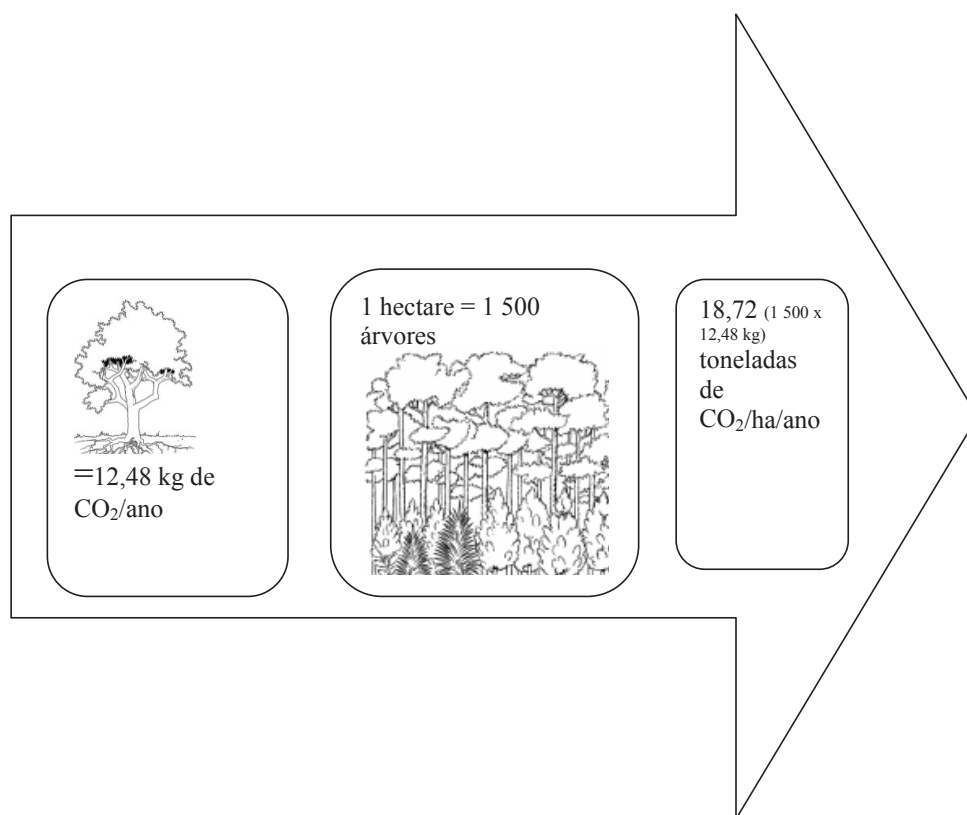 =12,48 kg de
CO₂/ano
1 hectare = 1 500
árvores
18,72 (1 500 x
12,48 kg)
toneladas
de
CO₂/ha/ano